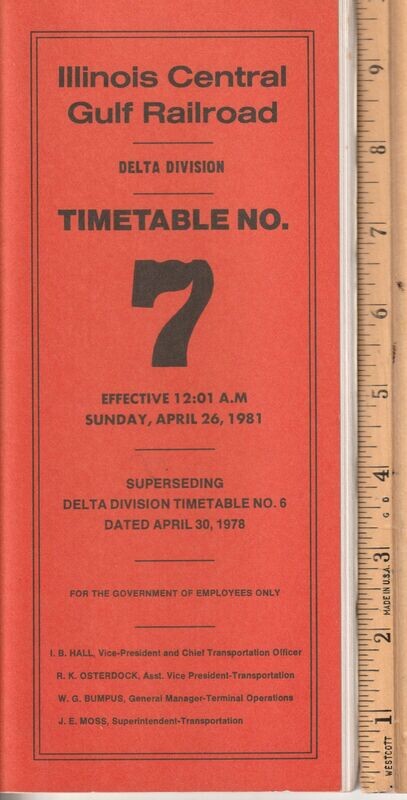 Illinois Central
Gulf Railroad
DELTA DIVISION
TIMETABLE NO.
7
EFFECTIVE 12:01 A.M
SUNDAY, APRIL 26, 1981
SUPERSEDING
DELTA DIVISION TIMETABLE NO. 6
DATED APRIL 30, 1978
FOR THE GOVERNMENT OF EMPLOYEES ONLY
I. B. HALL, Vice-President and Chief Transportation Officer
R. K. OSTERDOCK, Asst. Vice President-Transportation
W. G. BUMPUS, General Manager-Terminal Operations
J. E. MOSS, Superintendent-Transportation
WESTCOTT
1
2
MADE IN U.S.A.
3
4
5
6
7
8
9